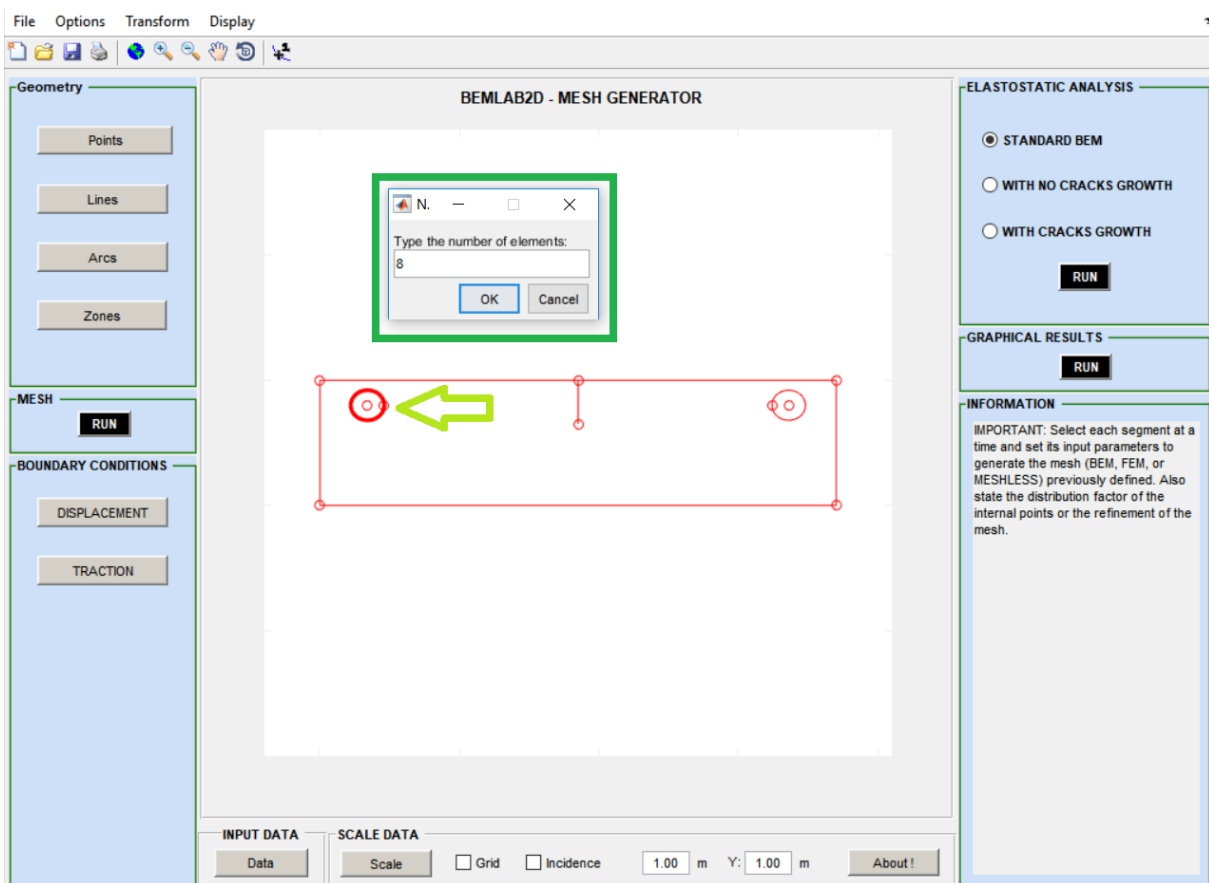 File Options Transform Display
Geometry
Points
Lines
Arcs
Zones
MESH
RUN
BOUNDARY CONDITIONS
DISPLACEMENT
TRACTION
BEMLAB2D - MESH GENERATOR
N.
Type the number of elements:
8
OK Cancel
INPUT DATA
Data
SCALE DATA
Scale Grid Incidence 1.00 m Y: 1.00 m About !
ELASTOSTATIC ANALYSIS
STANDARD BEM
WITH NO CRACKS GROWTH
WITH CRACKS GROWTH
RUN
GRAPHICAL RESULTS
RUN
INFORMATION
IMPORTANT: Select each segment at a
time and set its input parameters to
generate the mesh (BEM, FEM, or
MESHLESS) previously defined. Also
state the distribution factor of the
internal points or the refinement of the
mesh.